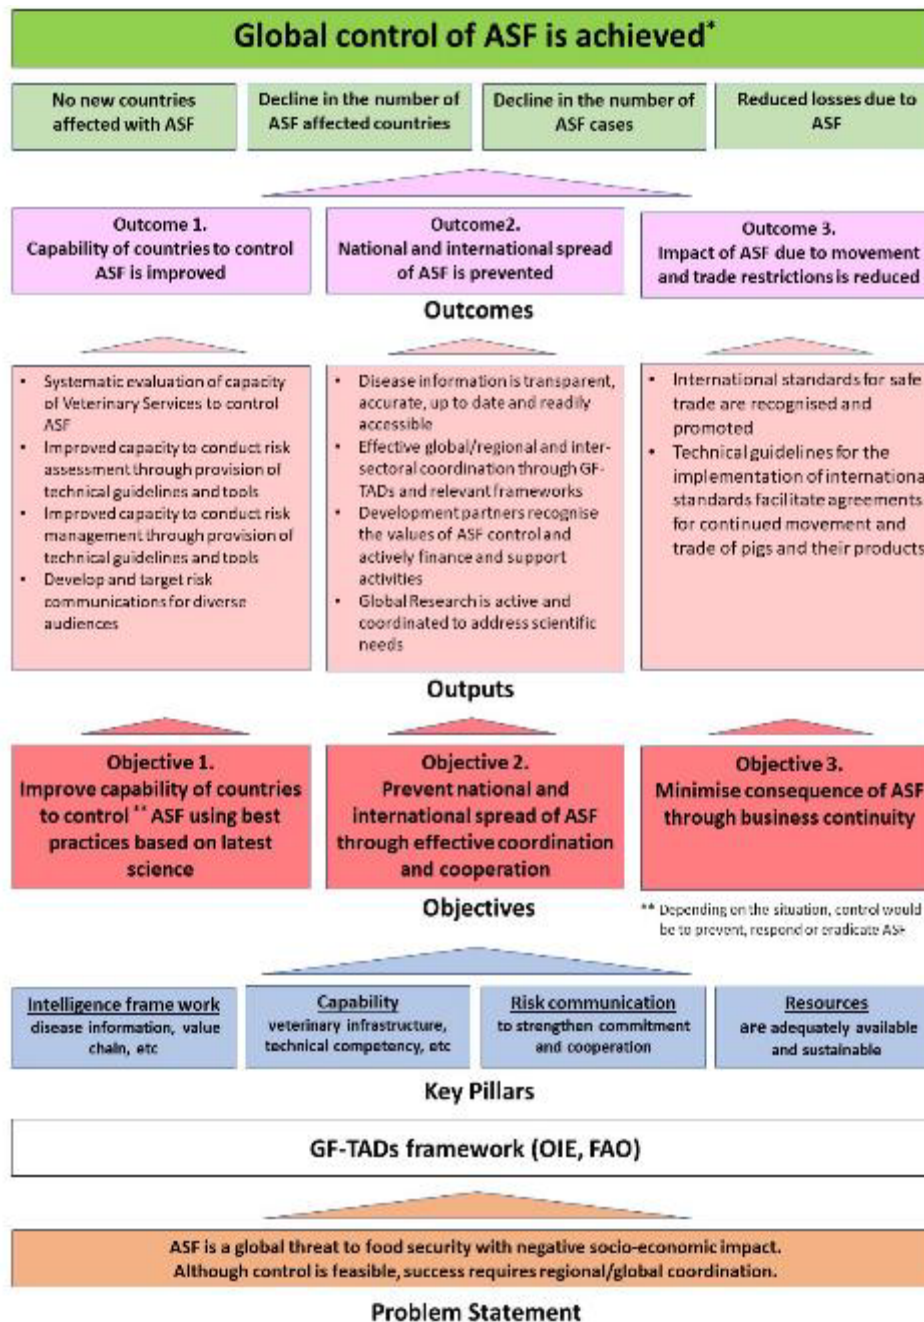 Global control of ASF is achieved*
No new countries
affected with ASF
Decline in the number of
ASF affected countries
Decline in the number of
ASF cases
Reduced losses due to
ASF
Outcome 1.
Capability of countries to control
ASF is improved
Outcome2.
National and international spread
of ASF is prevented
Outcome 3.
Impact of ASF due to movement
and trade restrictions is reduced
Outcomes
• Systematic evaluation of capacity
of Veterinary Services to control
ASF
• Improved capacity to conduct risk
assessment through provision of
technical guidelines and tools
• Improved capacity to conduct risk
management through provision of
technical guidelines and tools
• Develop and target risk
communications for diverse
audiences
• Disease information is transparent,
accurate, up to date and readily
accessible
• Effective global/regional and inter-
sectoral coordination through GF-
TADs and relevant frameworks
• Development partners recognise
the values of ASF control and
actively finance and support
activities
• Global Research is active and
coordinated to address scientific
needs
• International standards for safe
trade are recognised and
promoted
• Technical guidelines for the
implementation of internationa
standards facilitate agreements
for continued movement and
trade of pigs and their products
Outputs
Objective 1.
Improve capability of countries
to control ** ASF using best
practices based on latest
science
Objective 2.
Prevent national and
international spread of ASF
through effective coordination
and cooperation
Objective 3.
Minimise consequence of ASF
through business continuity
Objectives
** Depending on the situation, control would
be to prevent, respond or eradicate ASF
Intelligence frame work
disease information, value
chain, etc
Capability
veterinary infrastructure,
technical competency, etc
Risk communication
to strengthen commitment
and cooperation
Resources
are adequately available
and sustainable
Key Pillars
GF-TADs framework (OIE, FAO)
ASF is a global threat to food security with negative socio-economic impact.
Although control is feasible, success requires regional/global coordination.
Problem Statement